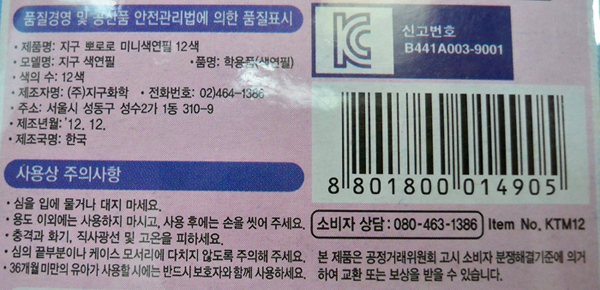 품질경영 및 공산품 안전관리법에 의한 품질표시
• 제품명: 지구 뽀로로 미니색연필 12색
• 모델명: 지구 색연필 • 품명: 학용품(색연필)
• 색의 수: 12색
• 제조자명: (주)지구화학 • 전화번호: 02)464-1386
• 주소: 서울시 성동구 성수2가 1동 310-9
• 제조년월: '12. 12.
• 제조국명: 한국
사용상 주의사항
• 심을 입에 물거나 대지 마세요.
• 용도 이외에는 사용하지 마시고, 사용 후에는 손을 씻어 주세요.
• 충격과 화기, 직사광선 및 고온을 피하세요.
• 심의 끝부분이나 케이스 모서리에 다치지 않도록 주의해 주세요.
• 36개월 미만의 유아가 사용할 시에는 반드시 보호자와 함께 사용하세요.
KC
신고번호
B441A003-9001
8 801800 014905
소비자 상담 : 080-463-1386 Item No. KTM12
본 제품은 공정거래위원회 고시 소비자 분쟁해결기준에 의거
하여 교환 또는 보상을 받을 수 있습니다.